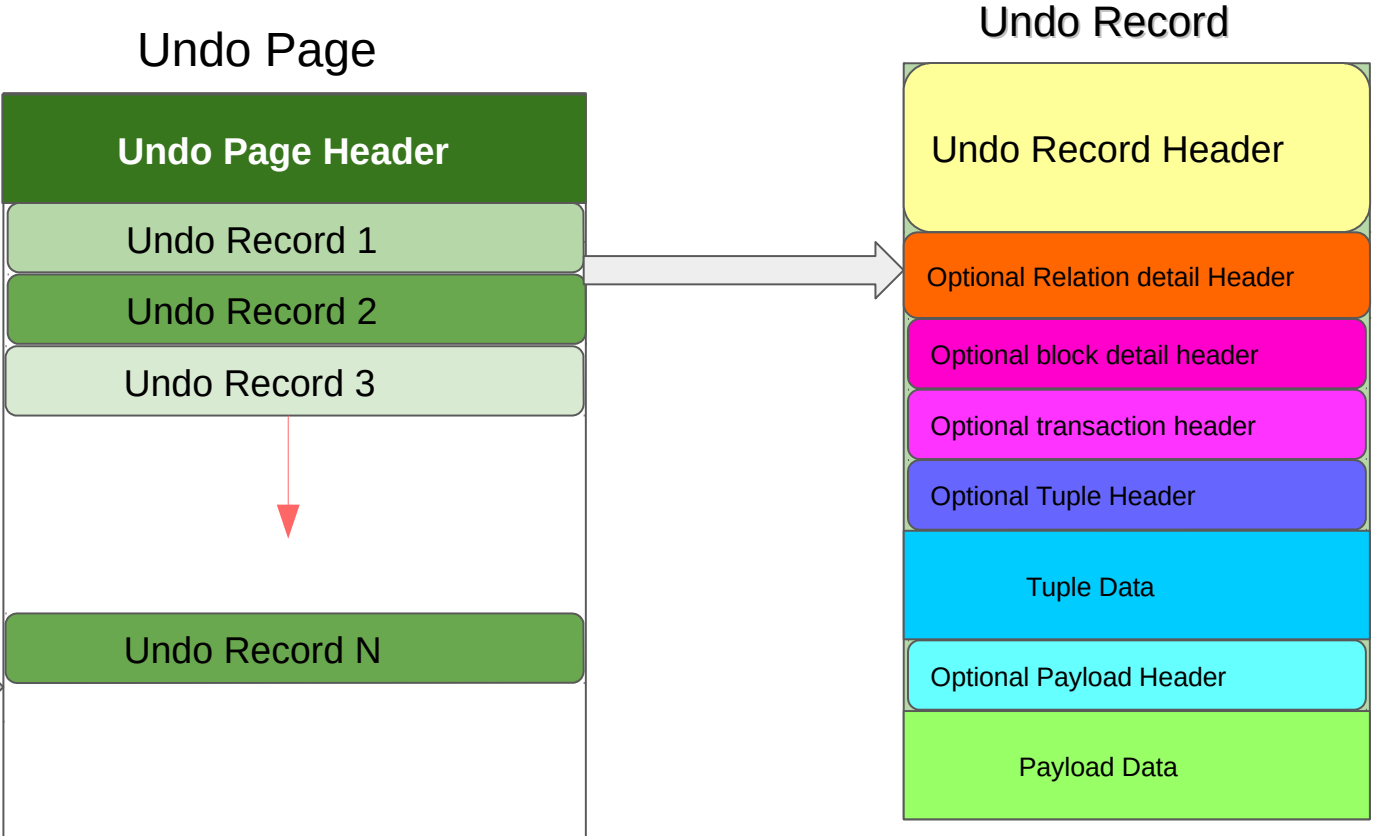 Undo Page
Undo Page Header
Undo Record 1
Undo Record 2
Undo Record 3
Undo Record N
Undo Record
Undo Record Header
Optional Relation detail Header
Optional block detail header
Optional transaction header
Optional Tuple Header
Tuple Data
Optional Payload Header
Payload Data